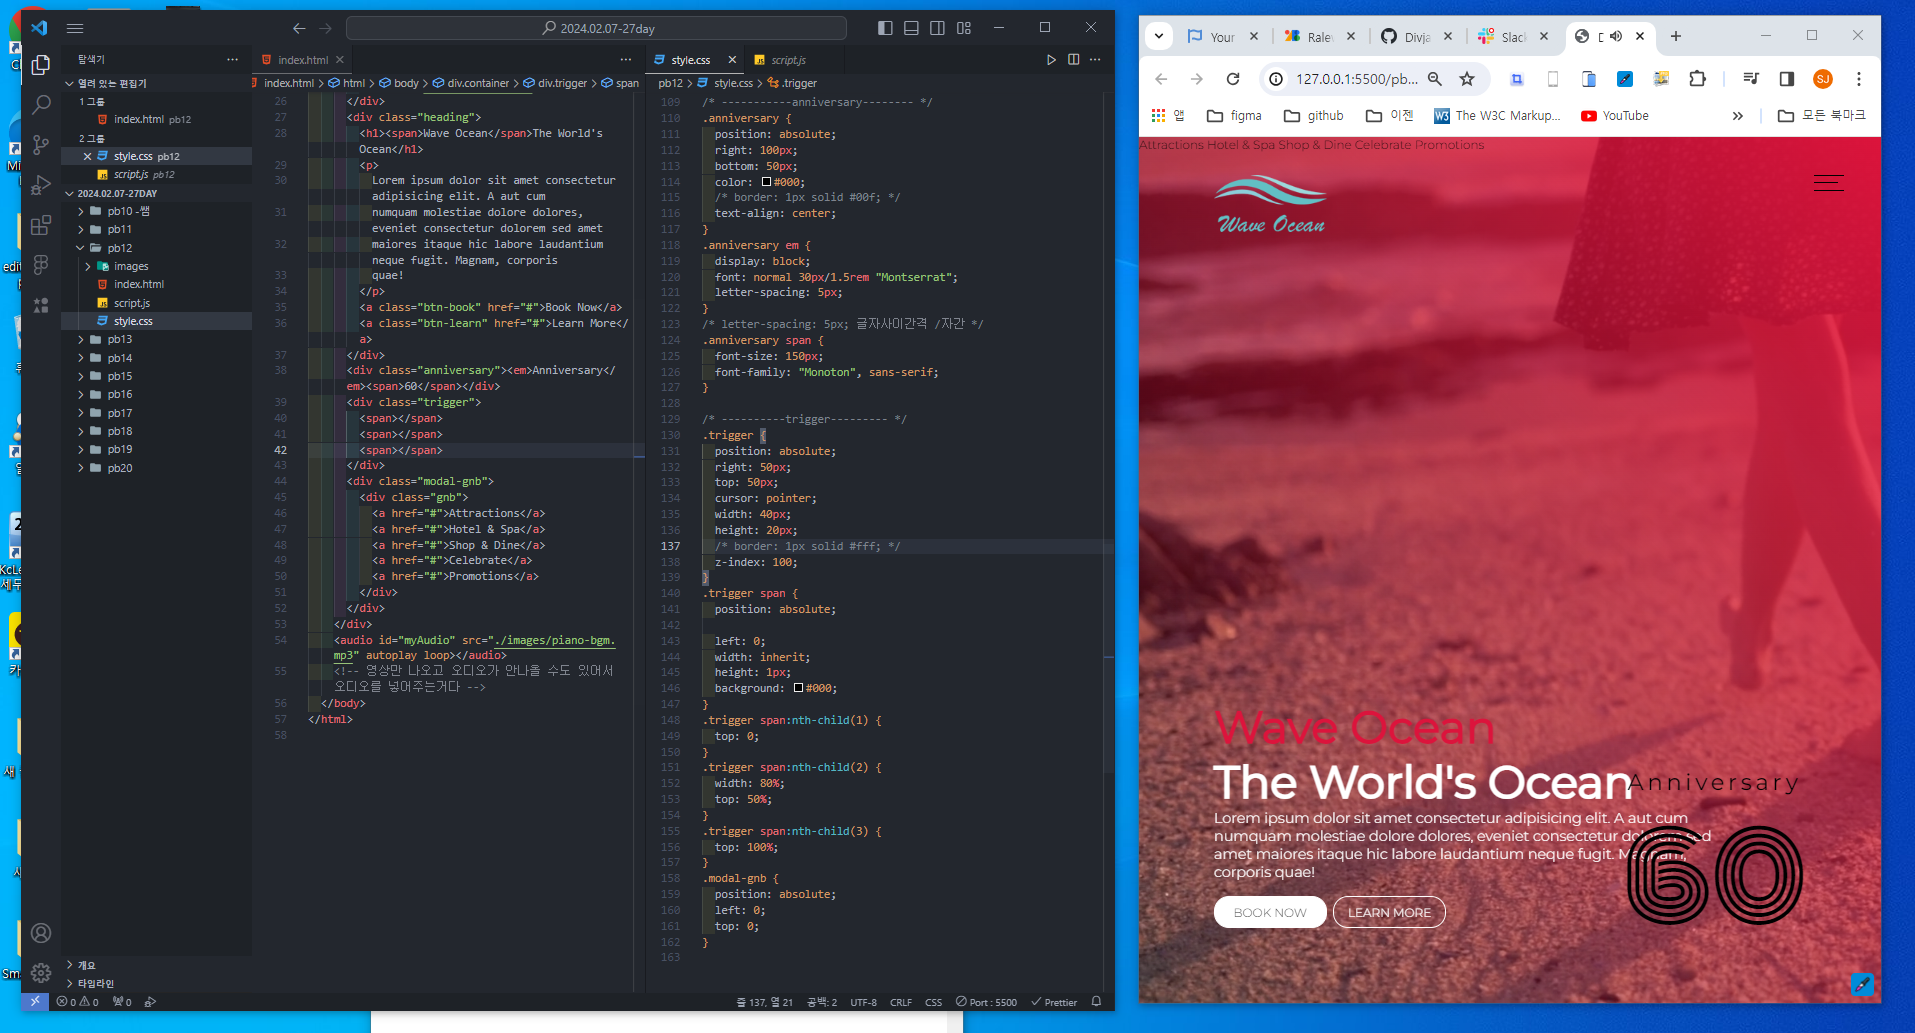 2024.02.07-27day
탐색기
열려 있는 편집기
1 그룹
index.html pb12
2 그룹
style.css pb12
script.js pb12
2024.02.07-27DAY
pb10 -쌤
pb11
pb12
images
index.html
script.js
style.css
pb13
pb14
pb15
pb16
pb17
pb18
pb19
pb20
개요
타임라인
index.html
index.html > html > body > div.container > div.trigger > span
26 </div>
27 <div class="heading">
28 <h1><span>Wave Ocean</span>The World's
Ocean</h1>
29 <p>
30 Lorem ipsum dolor sit amet consectetur
adipisicing elit. A aut cum
31 numquam molestiae dolore dolores,
eveniet consectetur dolorem sed amet
32 maiores itaque hic labore laudantium
neque fugit. Magnam, corporis
33 quae!
34 </p>
35 <a class="btn-book" href="#">Book Now</a>
36 <a class="btn-learn" href="#">Learn More</
a>
37 </div>
38 <div class="anniversary"><em>Anniversary</
em><span>60</span></div>
39 <div class="trigger">
40 <span></span>
41 <span></span>
42 <span></span>
43 </div>
44 <div class="modal-gnb">
45 <div class="gnb">
46 <a href="#">Attractions</a>
47 <a href="#">Hotel & Spa</a>
48 <a href="#">Shop & Dine</a>
49 <a href="#">Celebrate</a>
50 <a href="#">Promotions</a>
51 </div>
52 </div>
53 </div>
54 <audio id="myAudio" src="./images/piano-bgm.
mp3" autoplay loop></audio>
55 <!-- 영상만 나오고 오디오가 안나올 수도 있어서
오디오를 넣어주는거다 -->
56 </body>
57 </html>
58
style.css
script.js
pb12 > style.css > .trigger
109 /* -----------anniversary-------- */
110 .anniversary {
111 position: absolute;
112 right: 100px;
113 bottom: 50px;
114 color: #000;
115 /* border: 1px solid #00f; */
116 text-align: center;
117 }
118 .anniversary em {
119 display: block;
120 font: normal 30px/1.5rem "Montserrat";
121 letter-spacing: 5px;
122 }
123 /* letter-spacing: 5px; 글자사이간격 /자간 */
124 .anniversary span {
125 font-size: 150px;
126 font-family: "Monoton", sans-serif;
127 }
128
129 /* ----------trigger--------- */
130 .trigger {
131 position: absolute;
132 right: 50px;
133 top: 50px;
134 cursor: pointer;
135 width: 40px;
136 height: 20px;
137 /* border: 1px solid #fff; */
138 z-index: 100;
139 }
140 .trigger span {
141 position: absolute;
142
143 left: 0;
144 width: inherit;
145 height: 1px;
146 background: #000;
147 }
148 .trigger span:nth-child(1) {
149 top: 0;
150 }
151 .trigger span:nth-child(2) {
152 width: 80%;
153 top: 50%;
154 }
155 .trigger span:nth-child(3) {
156 top: 100%;
157 }
158 .modal-gnb {
159 position: absolute;
160 left: 0;
161 top: 0;
162 }
163
0 0 0
줄 137, 열 21 공백: 2 UTF-8 CRLF CSS Port : 5500 Prettier
Your Ralew Divja Slack
127.0.0.1:5500/pb...
SJ
앱 figma github 이젠 The W3C Markup... YouTube 모든 북마크
Attractions Hotel & Spa Shop & Dine Celebrate Promotions
Wave Ocean
Wave Ocean
The World's Ocean
Anniversary
Lorem ipsum dolor sit amet consectetur adipisicing elit. A aut cum
numquam molestiae dolore dolores, eveniet consectetur dolorem sed
amet maiores itaque hic labore laudantium neque fugit. Magnam,
corporis quae!
60
BOOK NOW LEARN MORE